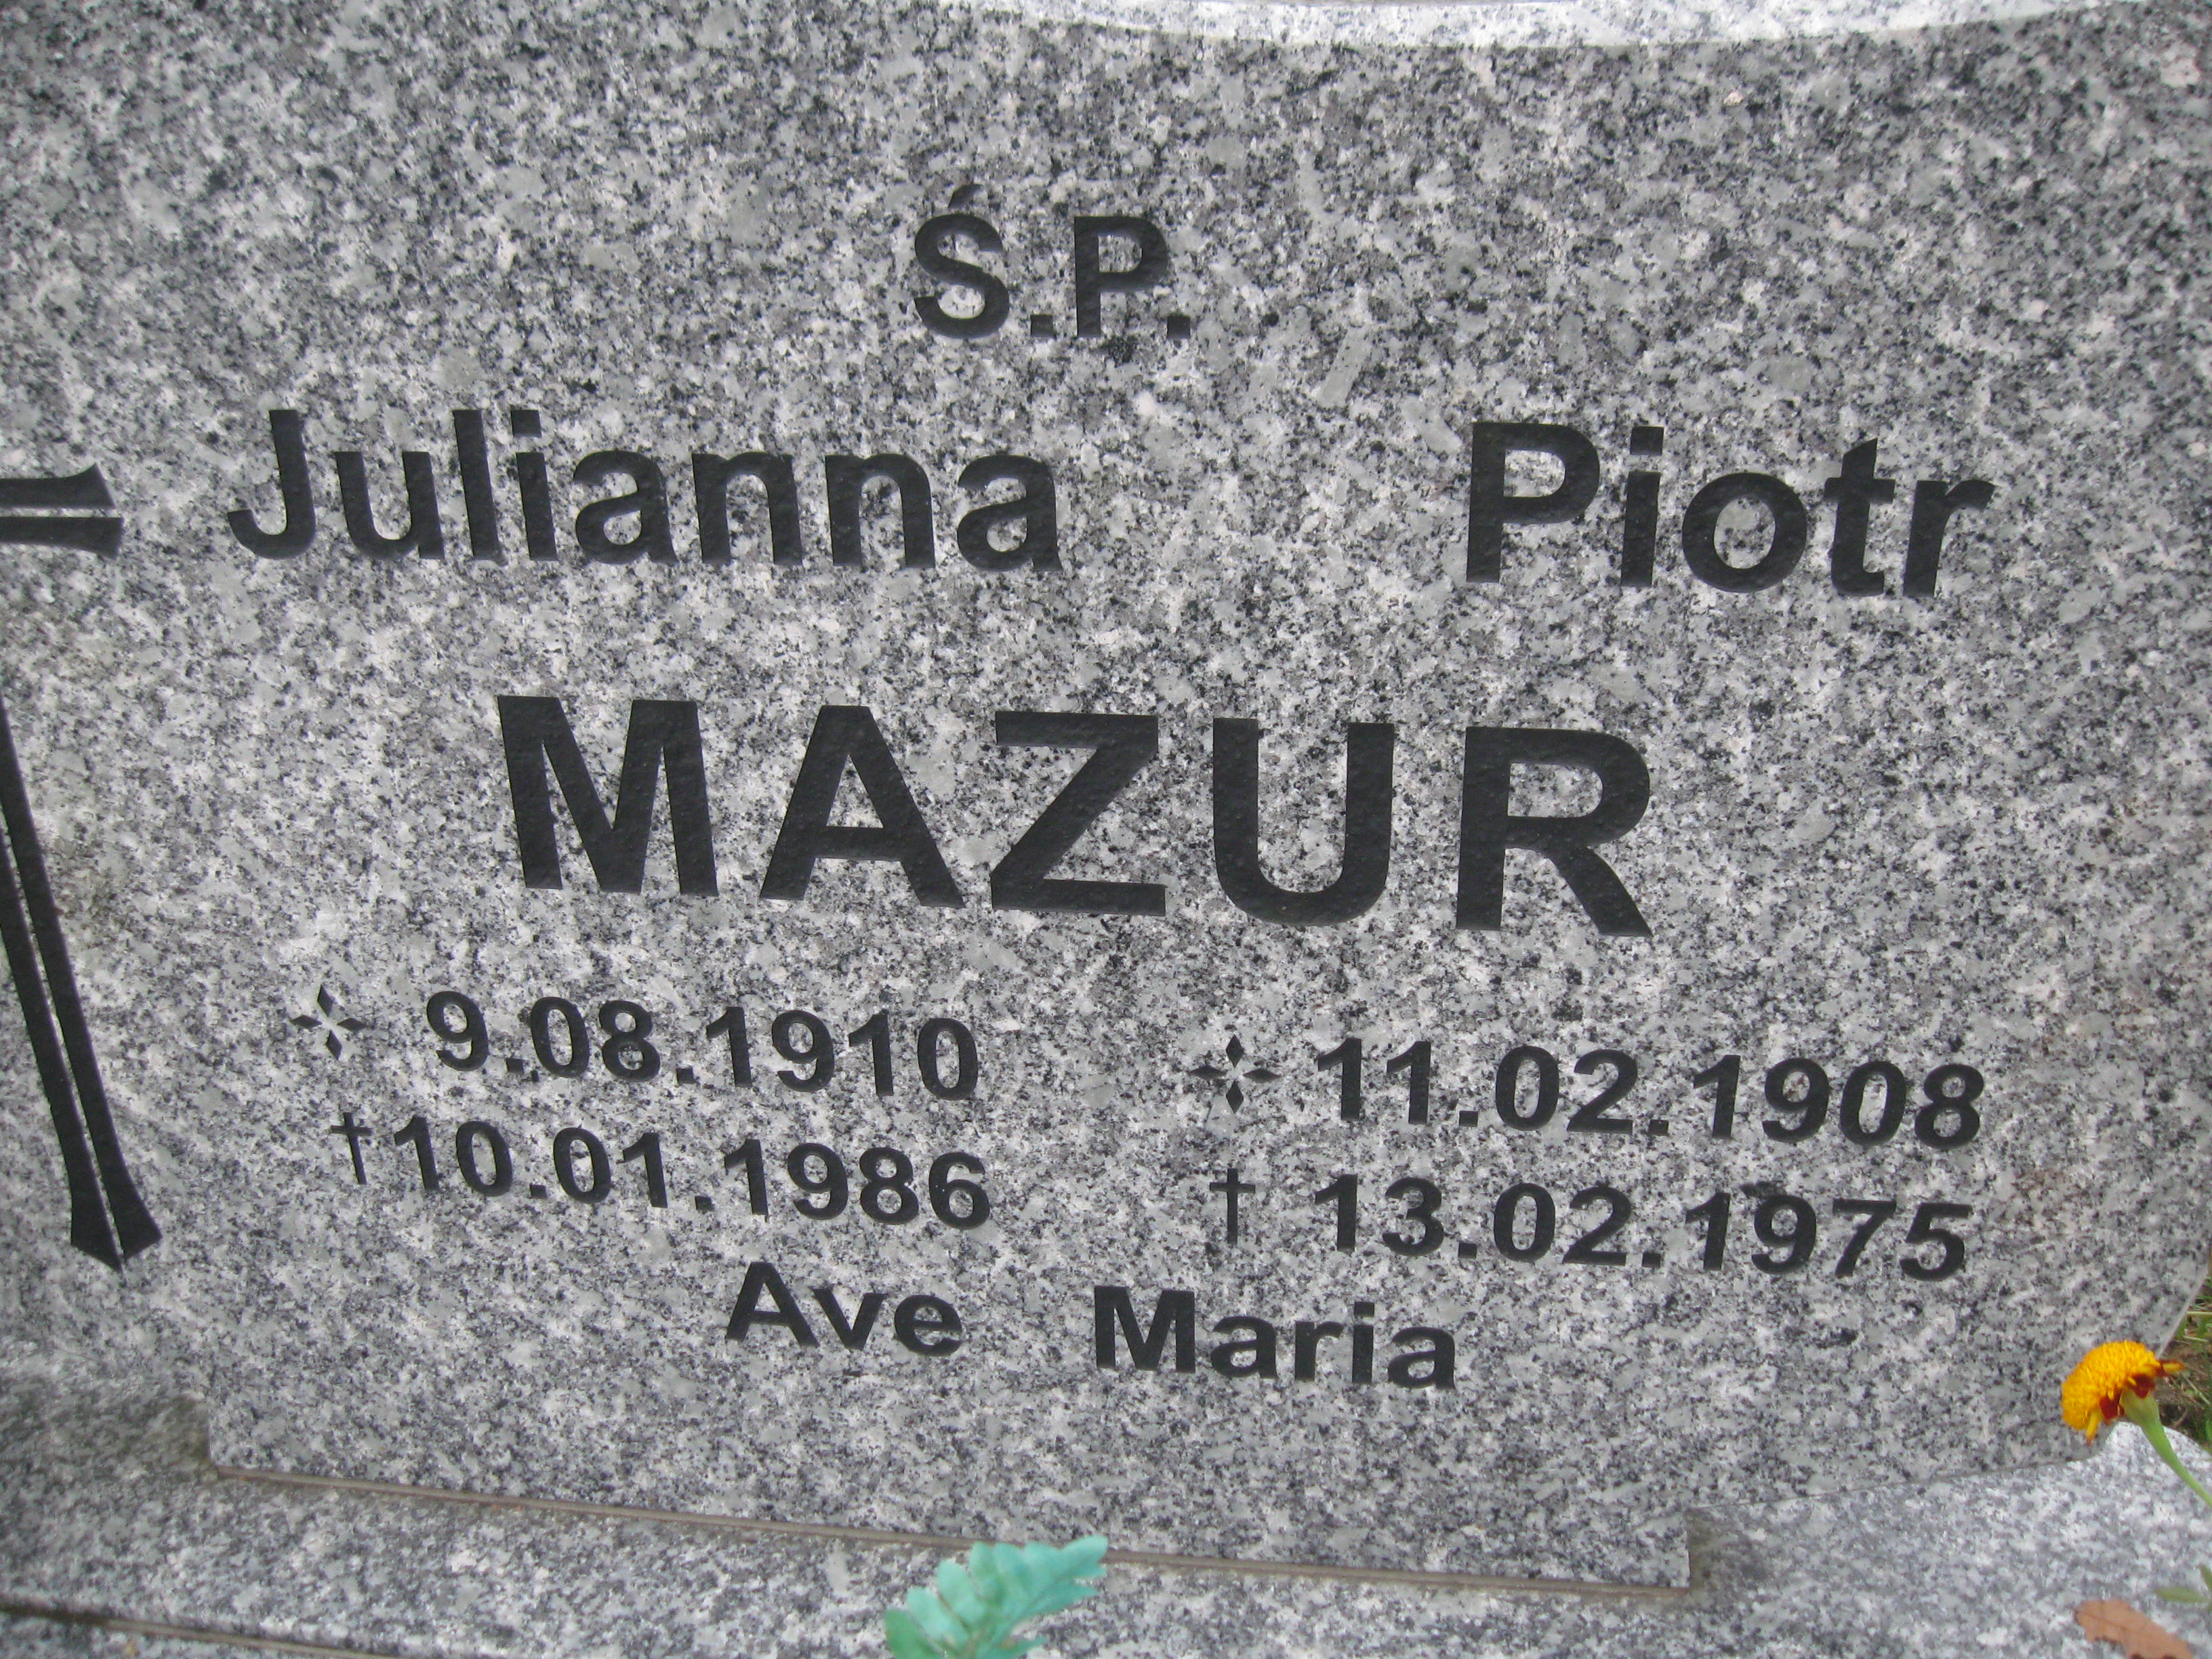 Ś.P.
Julianna Piotr
MAZUR
9.08.1910 11.02.1908
†10.01.1986 † 13.02.1975
Ave Maria